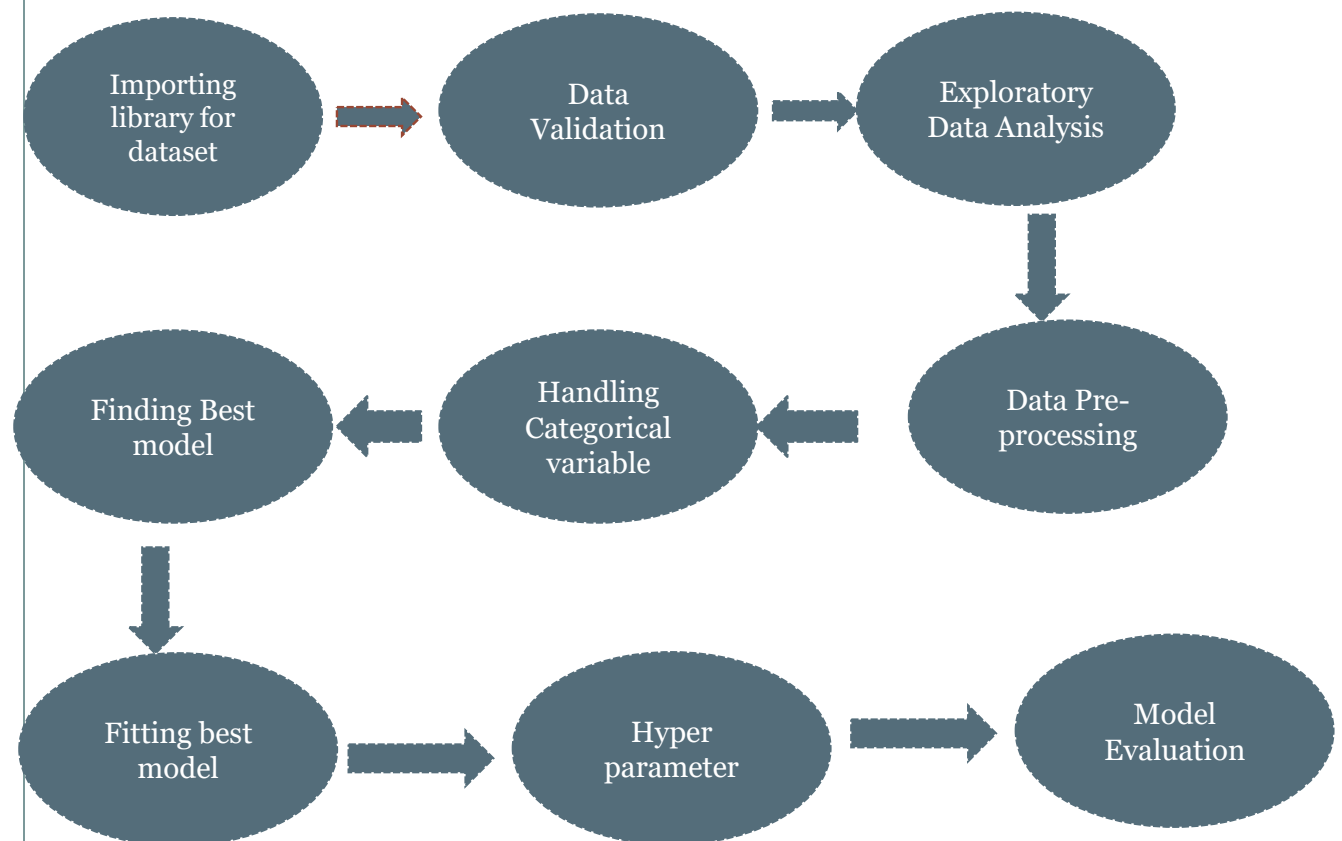 Importing
library for
dataset
Data
Validation
Exploratory
Data Analysis
Data Pre-
processing
Handling
Categorical
variable
Finding Best
model
Fitting best
model
Hyper
parameter
Model
Evaluation